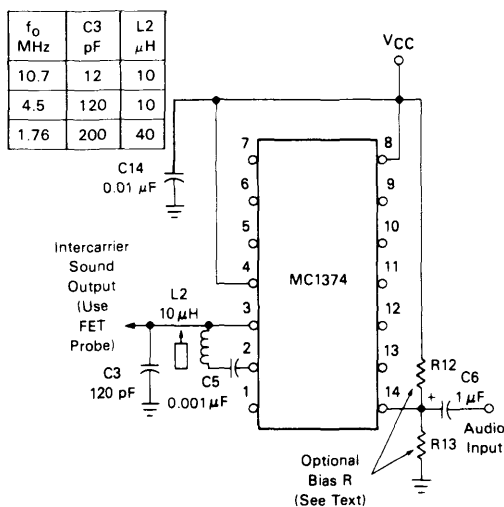 fo C3 L2
MHz pF μH
10.7 12 10
4.5 120 10
1.76 200 40
VCC
C14
0.01 μF
7
6
5
4
3
2
1
8
9
10
11
12
13
14
MC1374
Intercarrier
Sound
Output
(Use
FET
Probe)
L2
10 μH
C3
120 pF
C5
0.001 μF
R12
C6
+
1 μF
Audio
Input
R13
Optional
Bias R
(See Text)